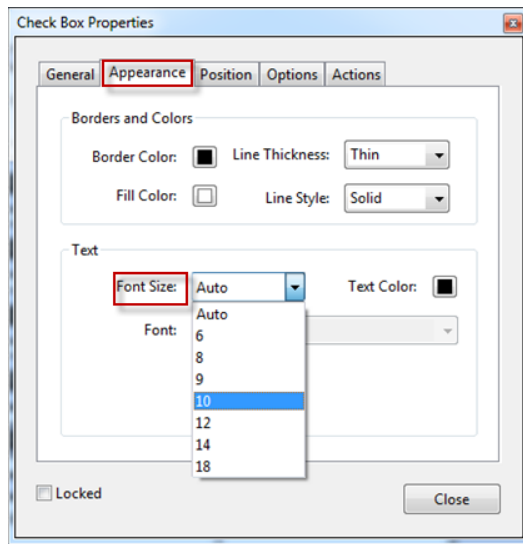 Check Box Properties
General Appearance Position Options Actions
Borders and Colors
Border Color: Line Thickness: Thin
Fill Color: Line Style: Solid
Text
Font Size: Auto Text Color:
Auto
Font:
6
8
9
10
12
14
18
Locked
Close